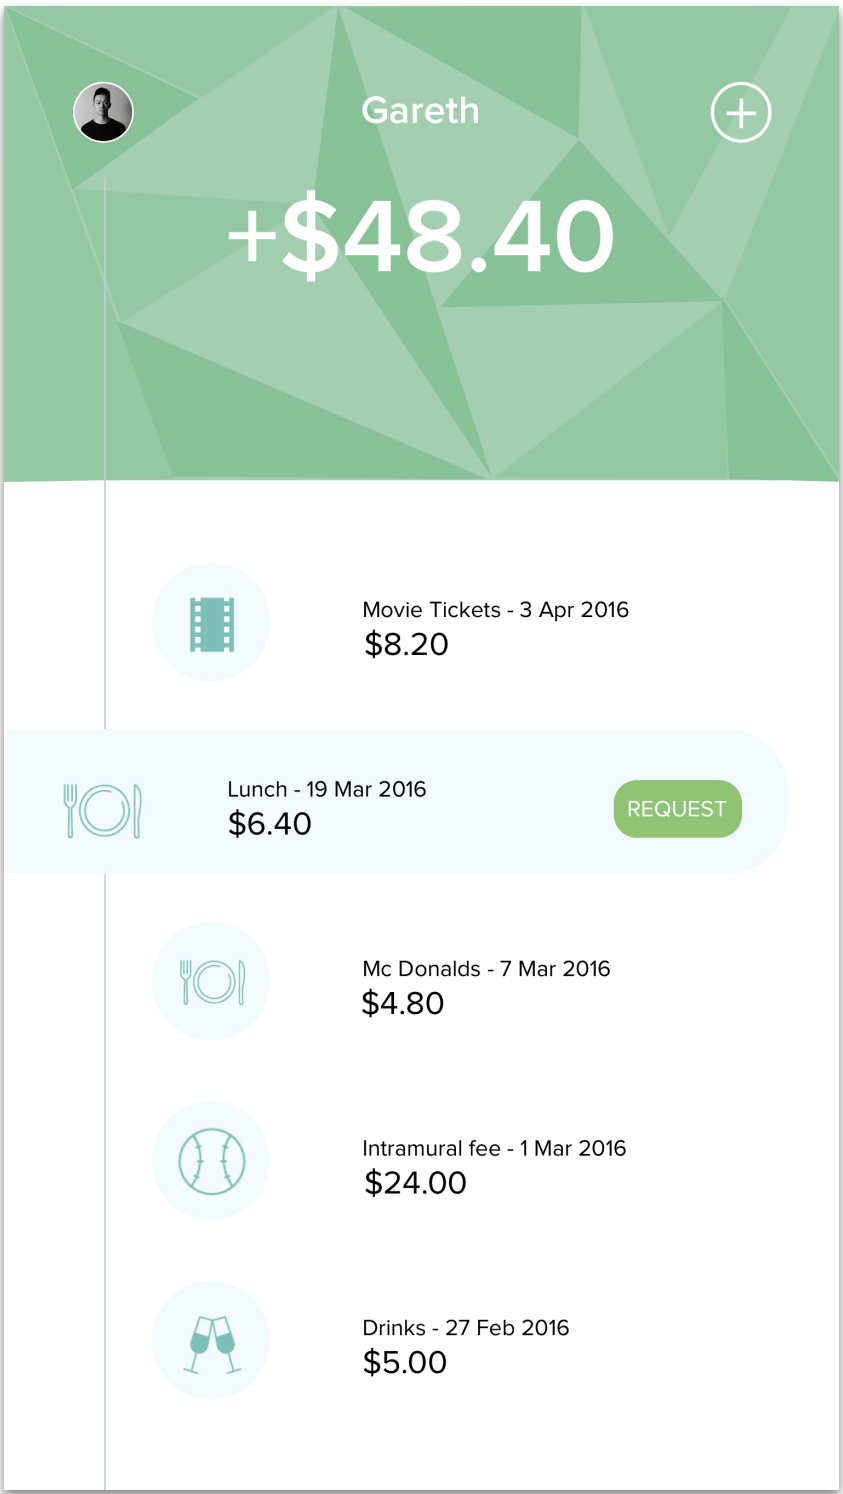 Gareth
+$48.40
Movie Tickets - 3 Apr 2016
$8.20
Lunch - 19 Mar 2016
$6.40
REQUEST
Mc Donalds - 7 Mar 2016
$4.80
Intramural fee - 1 Mar 2016
$24.00
Drinks - 27 Feb 2016
$5.00